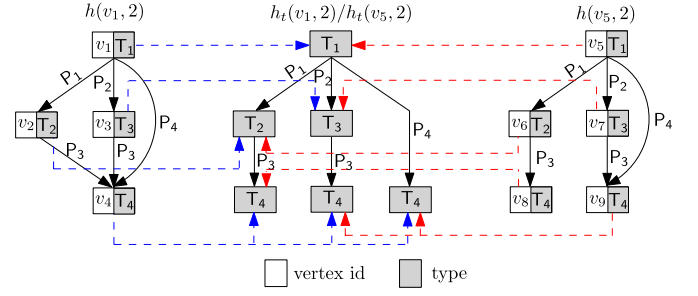 h(v₁, 2) hₜ(v₁, 2)/hₜ(v₅, 2) h(v₅, 2)
v₁ T₁ T₁ v₅ T₁
P₁ P₂ P₁ P₂ P₁ P₂
v₂ T₂ v₃ T₃ P₄ T₂ T₃ P₄ v₆ T₂ v₇ T₃ P₄
P₃ P₃ P₃ P₃ P₃ P₃
v₄ T₄ T₄ T₄ T₄ v₈ T₄ v₉ T₄
vertex id type